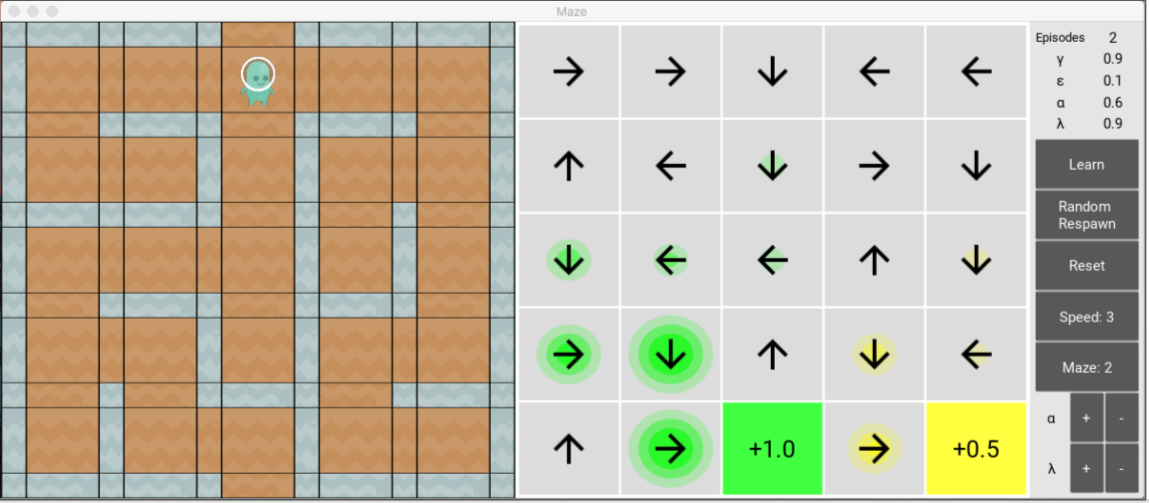 Maze
→ → ↓ ← ←
↑ ← ↓ → ↓
↓ ← ← ↑ ↓
→ ↓ ↑ ↓ ←
↑ → +1.0 → +0.5
Episodes 2
γ 0.9
ε 0.1
α 0.6
λ 0.9
Learn
Random
Respawn
Reset
Speed: 3
Maze: 2
α + -
λ + -